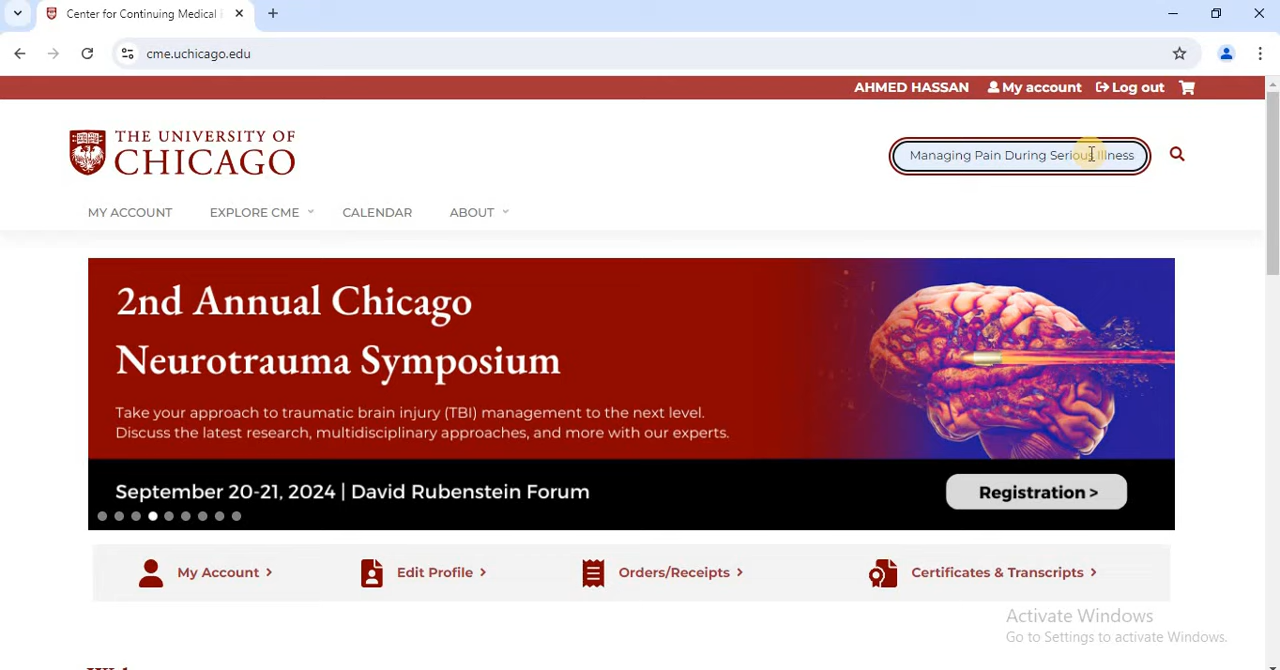 Center for Continuing Medical
cme.uchicago.edu
AHMED HASSAN My account Log out
THE UNIVERSITY OF
CHICAGO
Managing Pain During Serious Illness
MY ACCOUNT EXPLORE CME CALENDAR ABOUT
2nd Annual Chicago
Neurotrauma Symposium
Take your approach to traumatic brain injury (TBI) management to the next level.
Discuss the latest research, multidisciplinary approaches, and more with our experts.
September 20-21, 2024 | David Rubenstein Forum
Registration >
My Account > Edit Profile > Orders/Receipts > Certificates & Transcripts >
Activate Windows
Go to Settings to activate Windows.